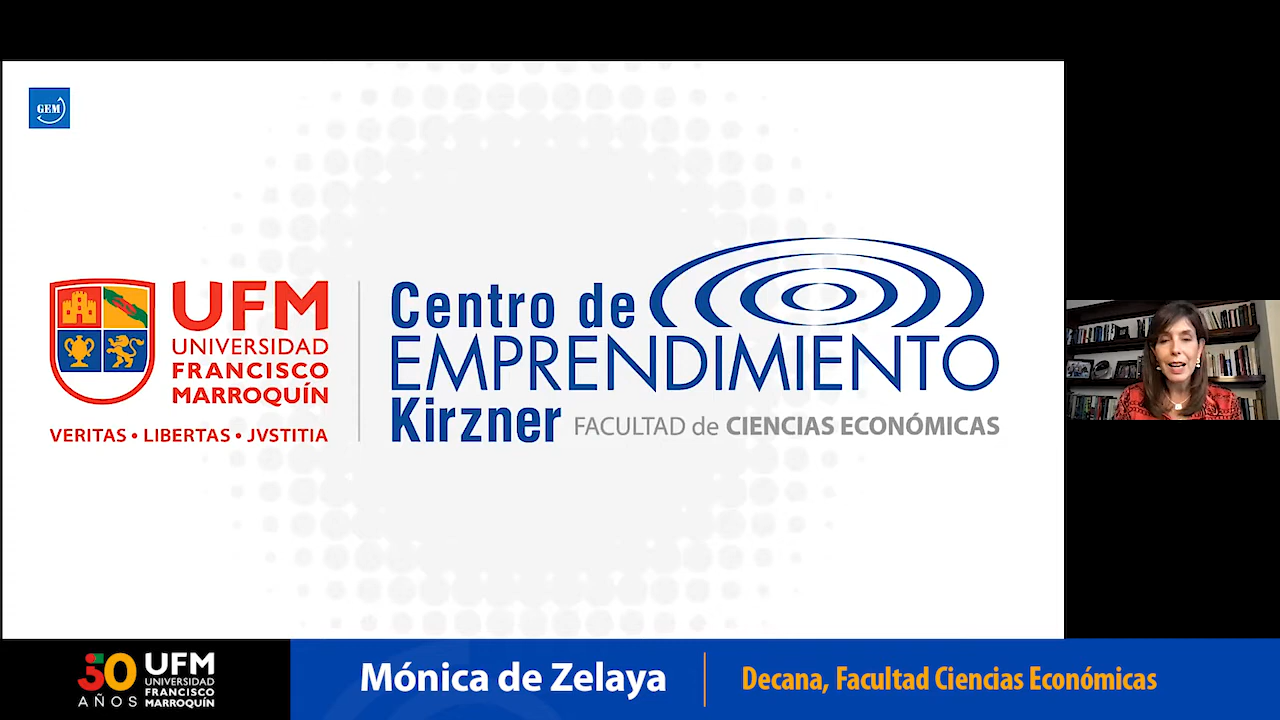 GEM
UFM
UNIVERSIDAD
FRANCISCO
MARROQUÍN
VERITAS • LIBERTAS • JVSTITIA
Centro de
EMPRENDIMIENTO
Kirzner FACULTAD de CIENCIAS ECONÓMICAS
50
AÑOS
UFM
UNIVERSIDAD
FRANCISCO
MARROQUÍN
Mónica de Zelaya
Decana, Facultad Ciencias Económicas